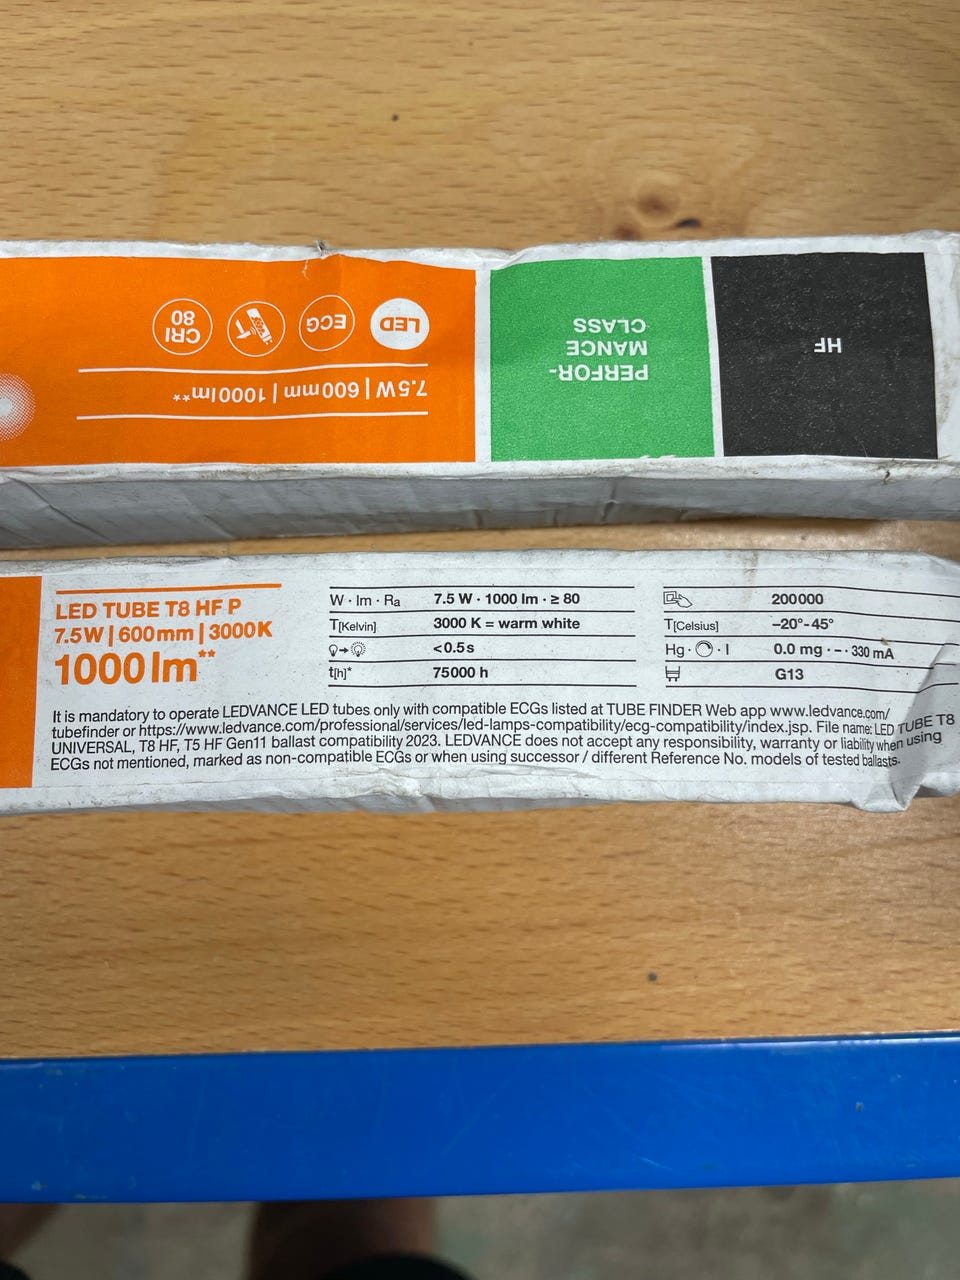 HF
PERFOR-
MANCE
CLASS
7.5W | 600mm | 1000lm**
LED
ECG
CRI
80
LED TUBE T8 HF P
7.5W | 600mm | 3000K
1000lm**
W · lm · Ra 7.5 W · 1000 lm · ≥ 80
T[Kelvin] 3000 K = warm white
<0.5s
t[h]* 75000 h
200000
T[Celsius] -20°- 45°
Hg · · I 0.0 mg · – · 330 mA
G13
It is mandatory to operate LEDVANCE LED tubes only with compatible ECGs listed at TUBE FINDER Web app www.ledvance.com/
tubefinder or https://www.ledvance.com/professional/services/led-lamps-compatibility/ecg-compatibility/index.jsp. File name: LED TUBE T8
UNIVERSAL, T8 HF, T5 HF Gen11 ballast compatibility 2023. LEDVANCE does not accept any responsibility, warranty or liability when using
ECGs not mentioned, marked as non-compatible ECGs or when using successor / different Reference No. models of tested ballasts.